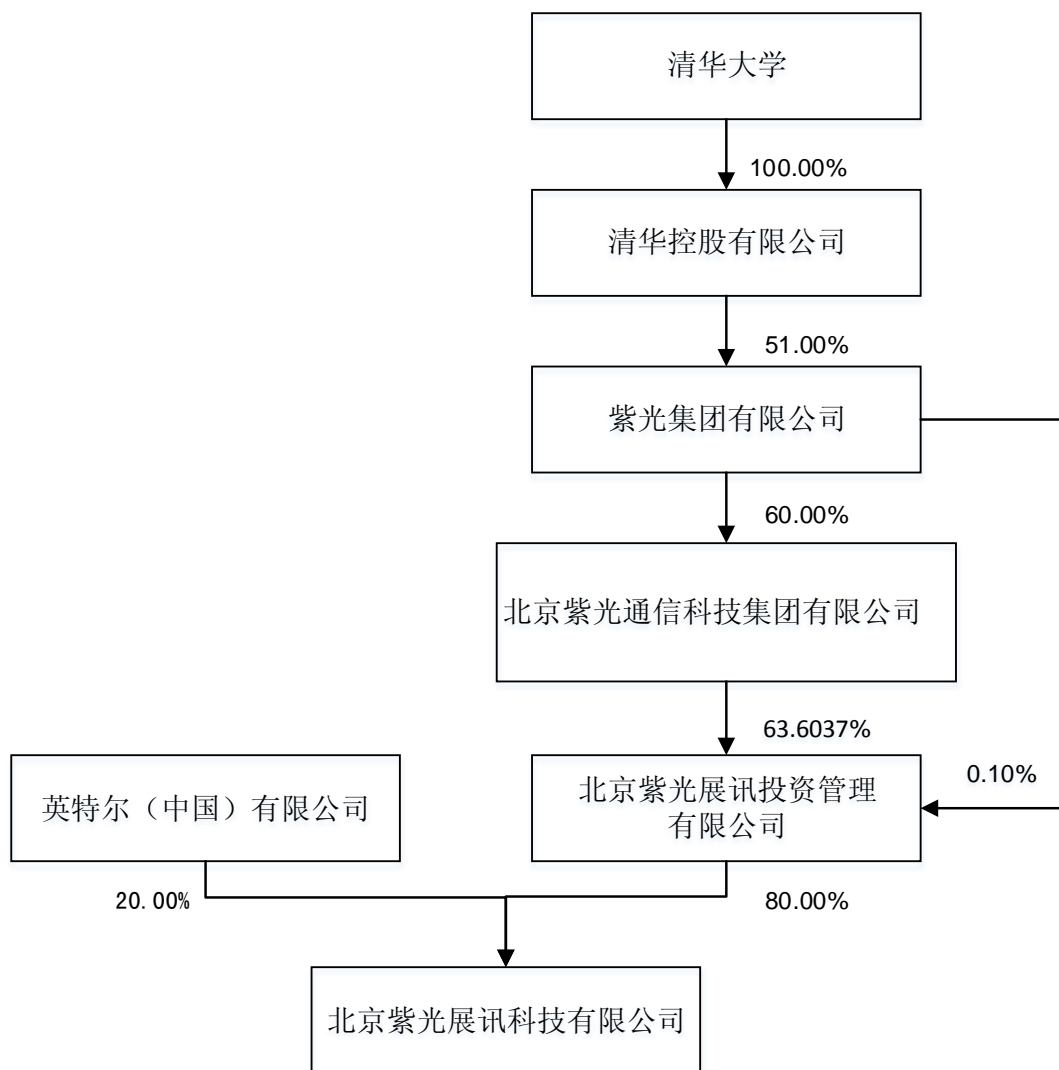 清华大学
100.00%
清华控股有限公司
51.00%
紫光集团有限公司
60.00%
北京紫光通信科技集团有限公司
63.6037%
0.10%
英特尔（中国）有限公司
北京紫光展讯投资管理
有限公司
20.00%
80.00%
北京紫光展讯科技有限公司